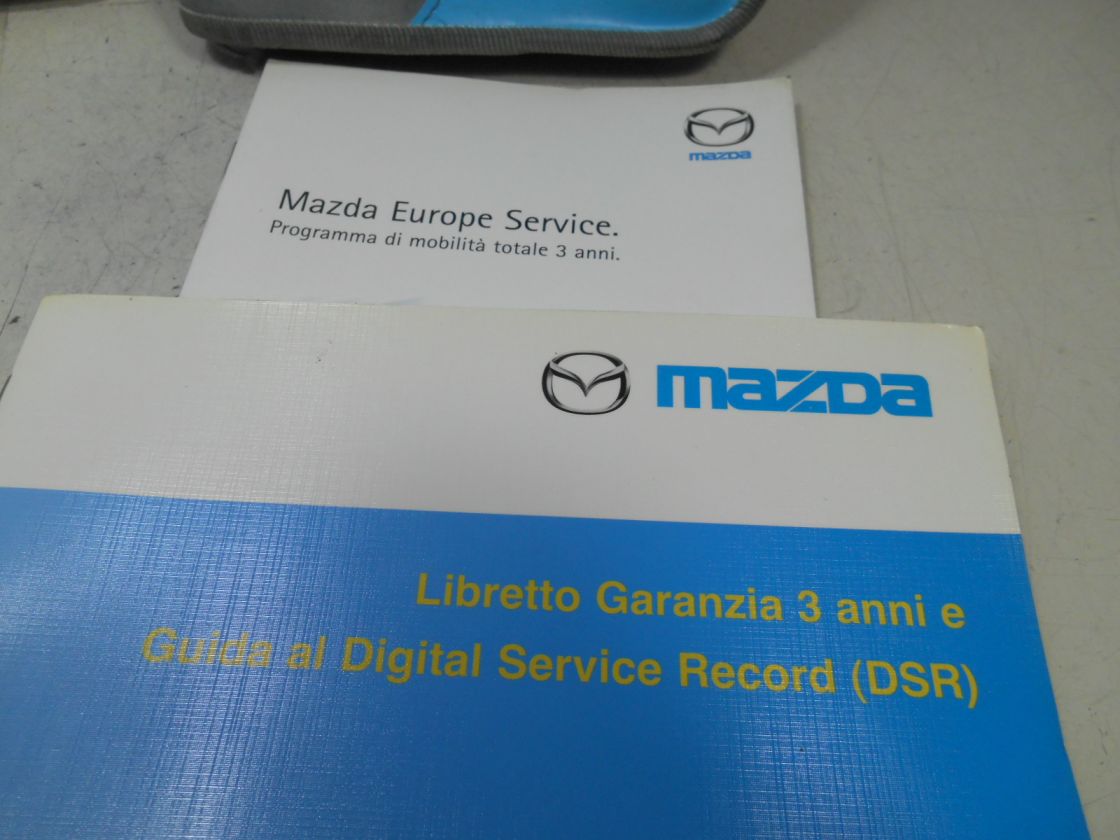 mazda
Mazda Europe Service.
Programma di mobilità totale 3 anni.
mazda
Libretto Garanzia 3 anni e
Guida al Digital Service Record (DSR)